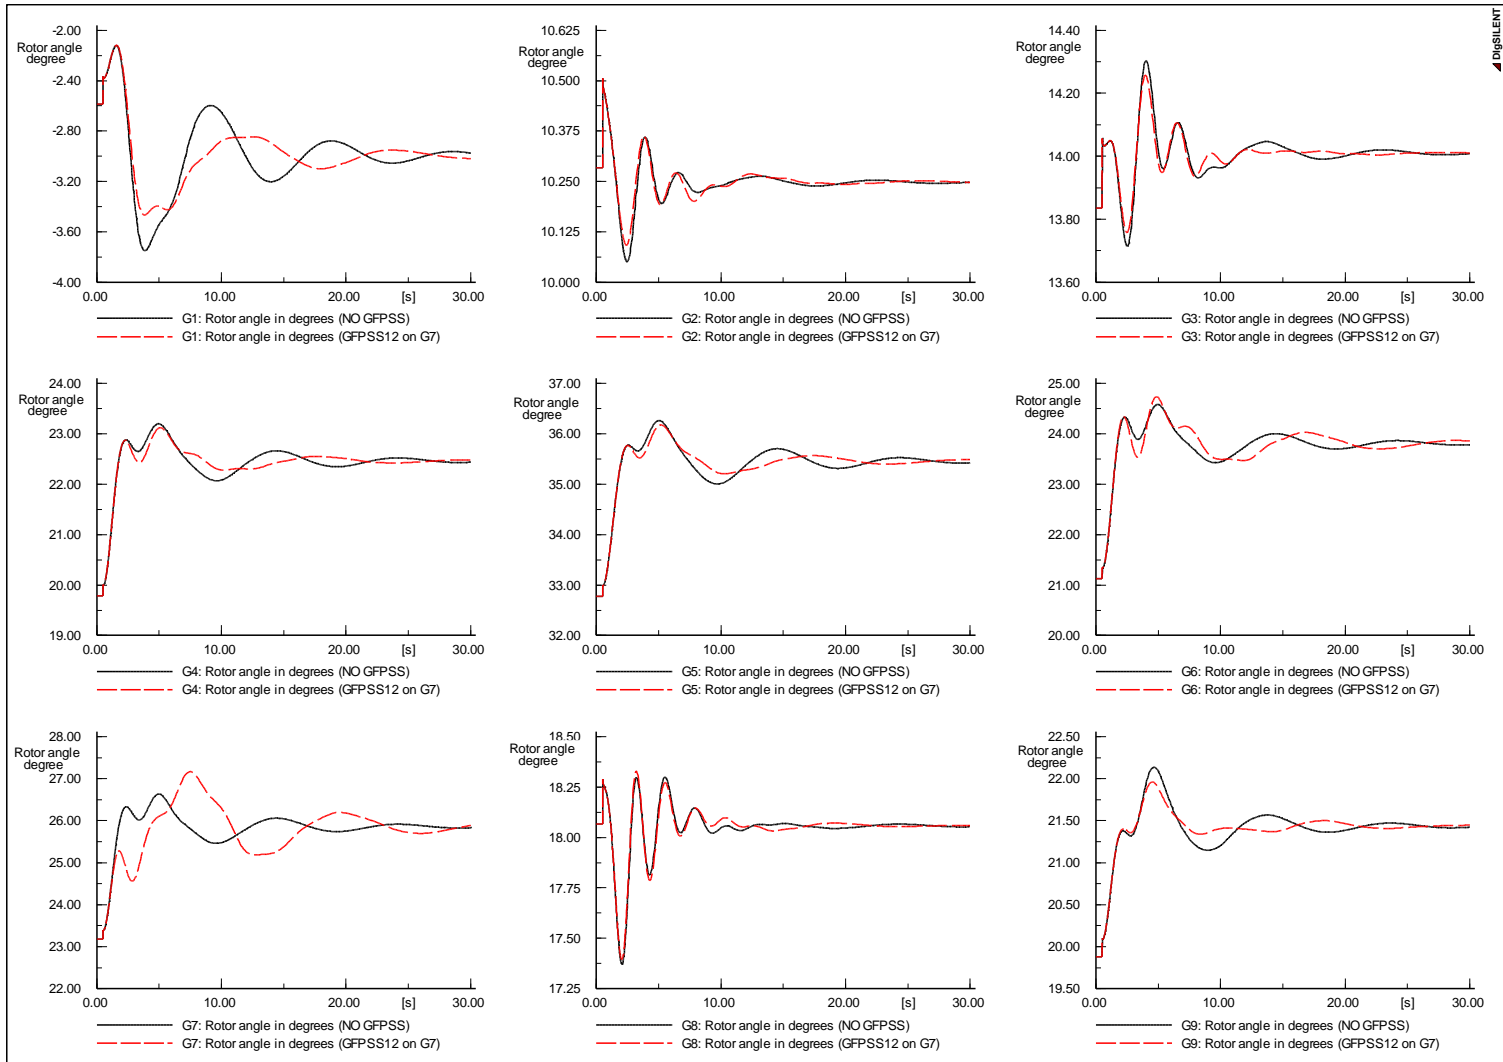 DIgSILENT
-2.00
Rotor angle
degree
-2.40
-2.80
-3.20
-3.60
-4.00
0.00 10.00 20.00 [s] 30.00
G1: Rotor angle in degrees (NO GFPSS)
G1: Rotor angle in degrees (GFPSS12 on G7)
10.625
Rotor angle
degree
10.500
10.375
10.250
10.125
10.000
0.00 10.00 20.00 [s] 30.00
G2: Rotor angle in degrees (NO GFPSS)
G2: Rotor angle in degrees (GFPSS12 on G7)
14.40
Rotor angle
degree
14.20
14.00
13.80
13.60
0.00 10.00 20.00 [s] 30.00
G3: Rotor angle in degrees (NO GFPSS)
G3: Rotor angle in degrees (GFPSS12 on G7)
24.00
Rotor angle
degree
23.00
22.00
21.00
20.00
19.00
0.00 10.00 20.00 [s] 30.00
G4: Rotor angle in degrees (NO GFPSS)
G4: Rotor angle in degrees (GFPSS12 on G7)
37.00
Rotor angle
degree
36.00
35.00
34.00
33.00
32.00
0.00 10.00 20.00 [s] 30.00
G5: Rotor angle in degrees (NO GFPSS)
G5: Rotor angle in degrees (GFPSS12 on G7)
25.00
Rotor angle
degree
24.00
23.00
22.00
21.00
20.00
0.00 10.00 20.00 [s] 30.00
G6: Rotor angle in degrees (NO GFPSS)
G6: Rotor angle in degrees (GFPSS12 on G7)
28.00
Rotor angle
degree
27.00
26.00
25.00
24.00
23.00
22.00
0.00 10.00 20.00 [s] 30.00
G7: Rotor angle in degrees (NO GFPSS)
G7: Rotor angle in degrees (GFPSS12 on G7)
18.50
Rotor angle
degree
18.25
18.00
17.75
17.50
17.25
0.00 10.00 20.00 [s] 30.00
G8: Rotor angle in degrees (NO GFPSS)
G8: Rotor angle in degrees (GFPSS12 on G7)
22.50
Rotor angle
degree
22.00
21.50
21.00
20.50
20.00
19.50
0.00 10.00 20.00 [s] 30.00
G9: Rotor angle in degrees (NO GFPSS)
G9: Rotor angle in degrees (GFPSS12 on G7)